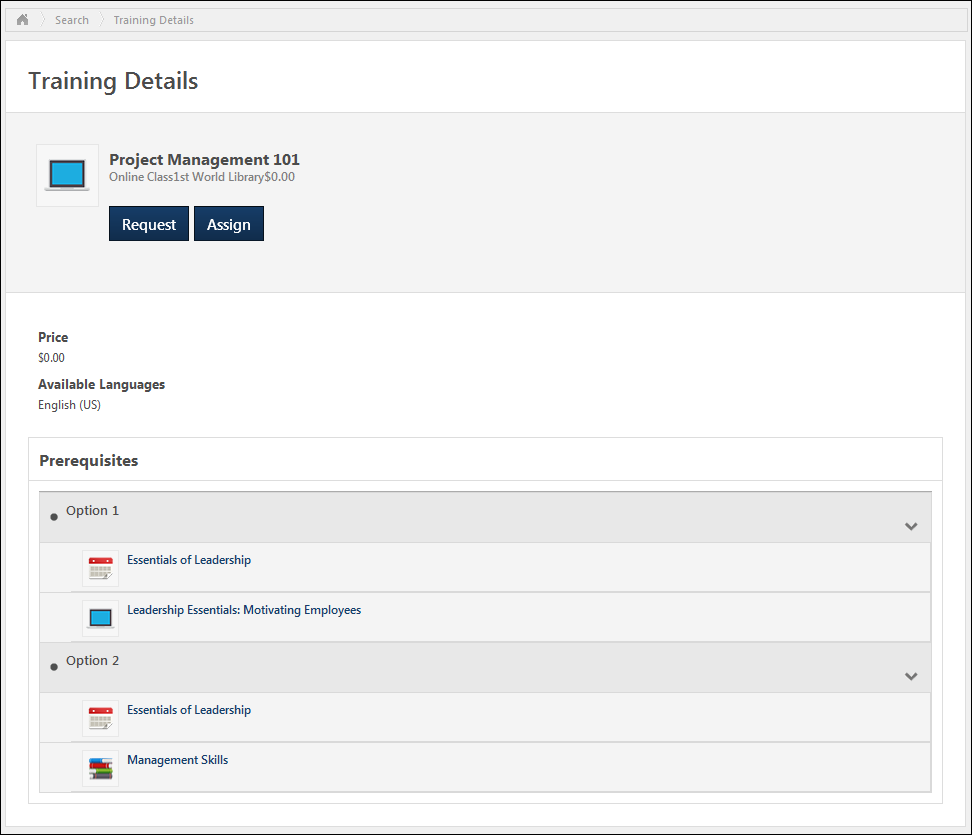 Search Training Details
Training Details
Project Management 101
Online Class1st World Library$0.00
Request Assign
Price
$0.00
Available Languages
English (US)
Prerequisites
Option 1
Essentials of Leadership
Leadership Essentials: Motivating Employees
Option 2
Essentials of Leadership
Management Skills